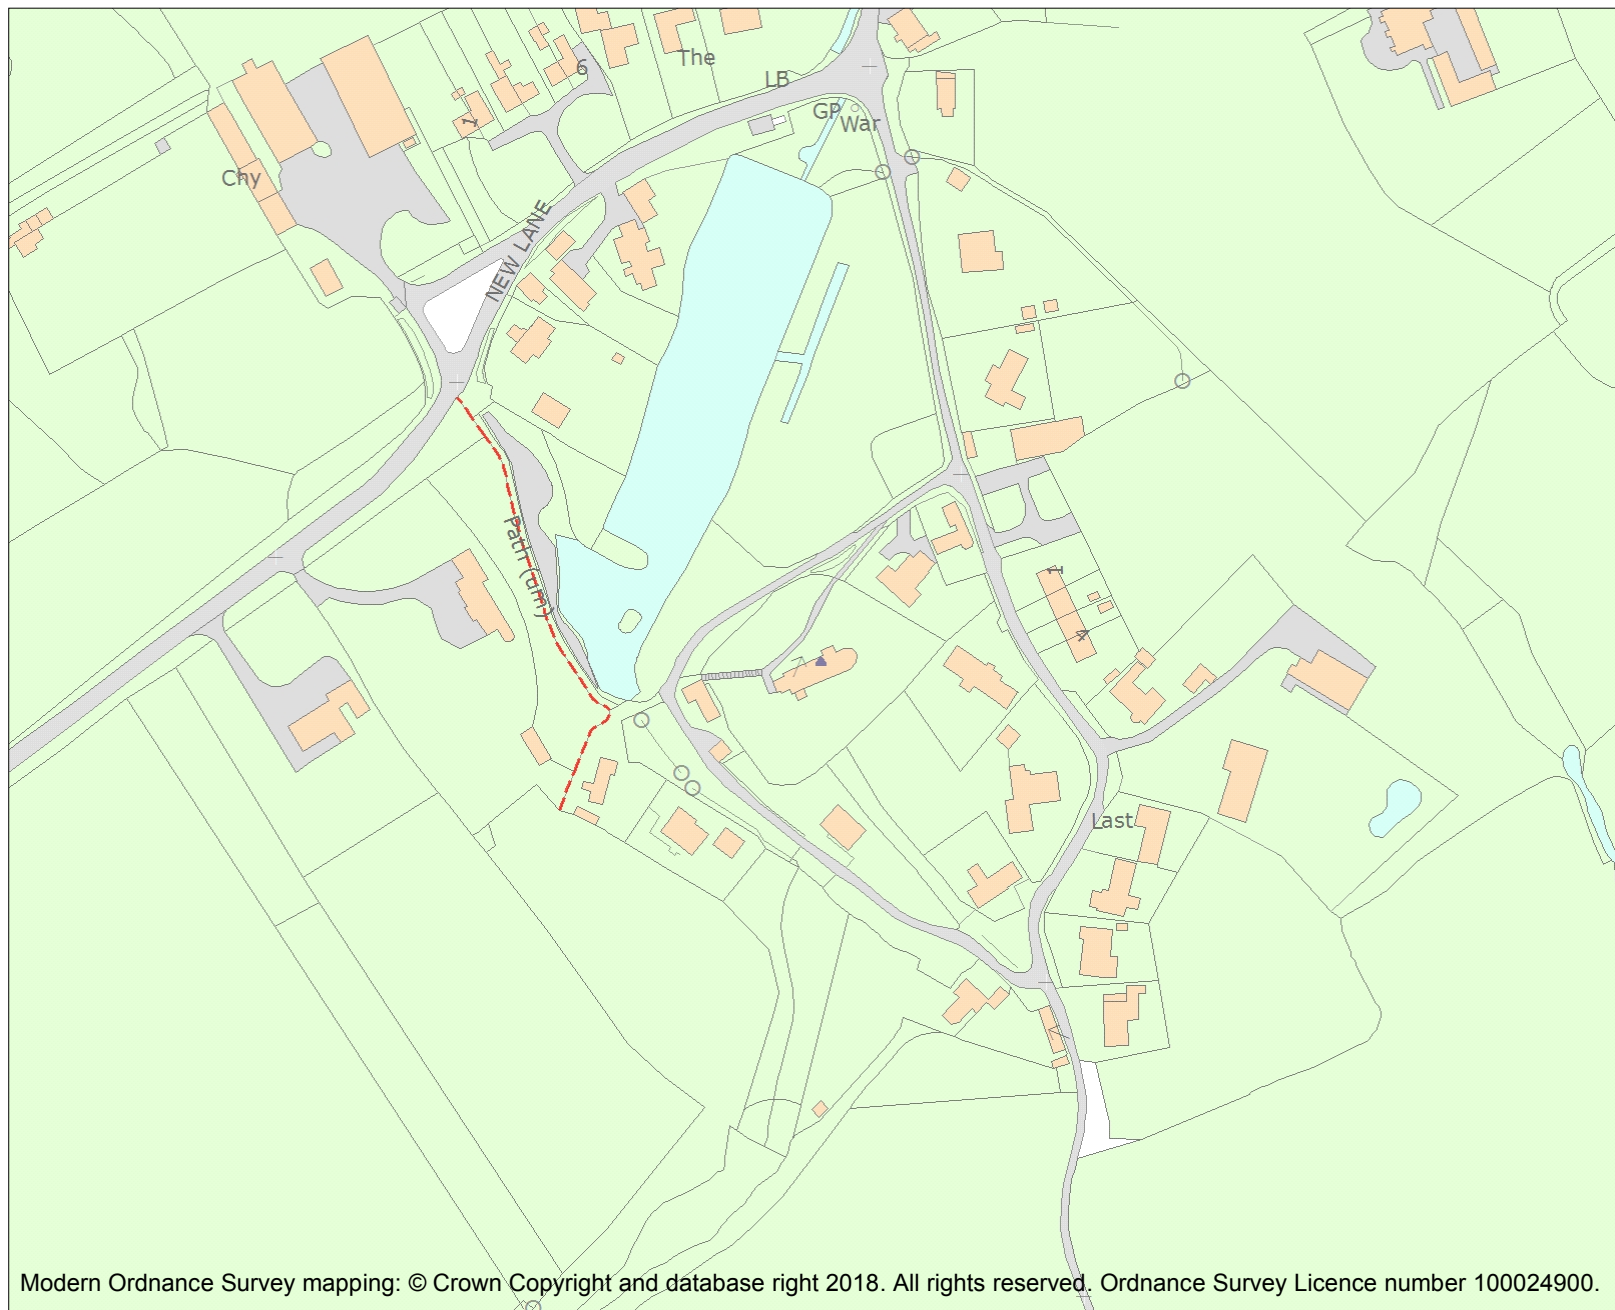 The
6
LB
1
GP
War
Chy
NEW LANE
Path (um)
1
4
Last
7
Modern Ordnance Survey mapping: © Crown Copyright and database right 2018. All rights reserved. Ordnance Survey Licence number 100024900.